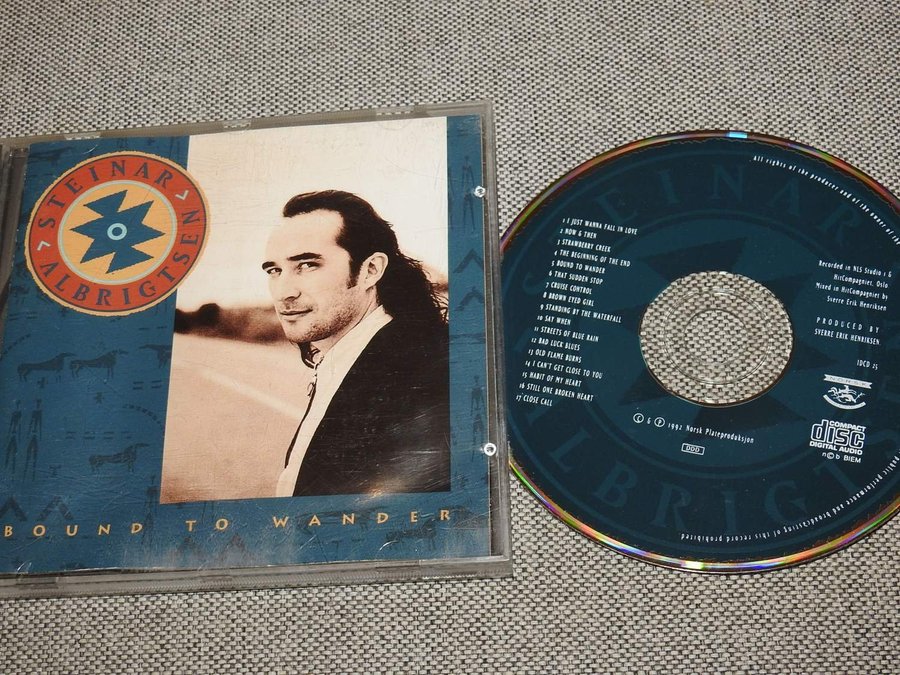 STEINAR
ALBRIGTSEN
BOUND TO WANDER
STEINAR
ALBRIGTSEN
All rights of the producer and of the owner of the
1 I JUST WANNA FALL IN LOVE
2 NOW & THEN
3 STRAWBERRY CREEK
4 THE BEGINNING OF THE END
5 BOUND TO WANDER
6 THAT SUDDEN STOP
7 CRUISE CONTROL
8 BROWN EYED GIRL
9 STANDING BY THE WATERFALL
10 SAY WHEN
11 STREETS OF BLUE RAIN
12 BAD LUCK BLUES
13 OLD FLAME BURNS
14 I CAN'T GET CLOSE TO YOU
15 HABIT OF MY HEART
16 STILL ONE BROKEN HEART
17 CLOSE CALL
Recorded in NLS Studio 1 &
HitCompagniet, Oslo
Mixed in HitCompagniet by
Sverre Erik Henriksen
PRODUCED BY
SVERRE ERIK HENRIKSEN
IDCD 25
NORSK
COMPACT
disc
DIGITAL AUDIO
n©b BIEM
© & ℗ 1992 Norsk Plateproduksjon
DDD
public performance and broadcasting of this record prohibited